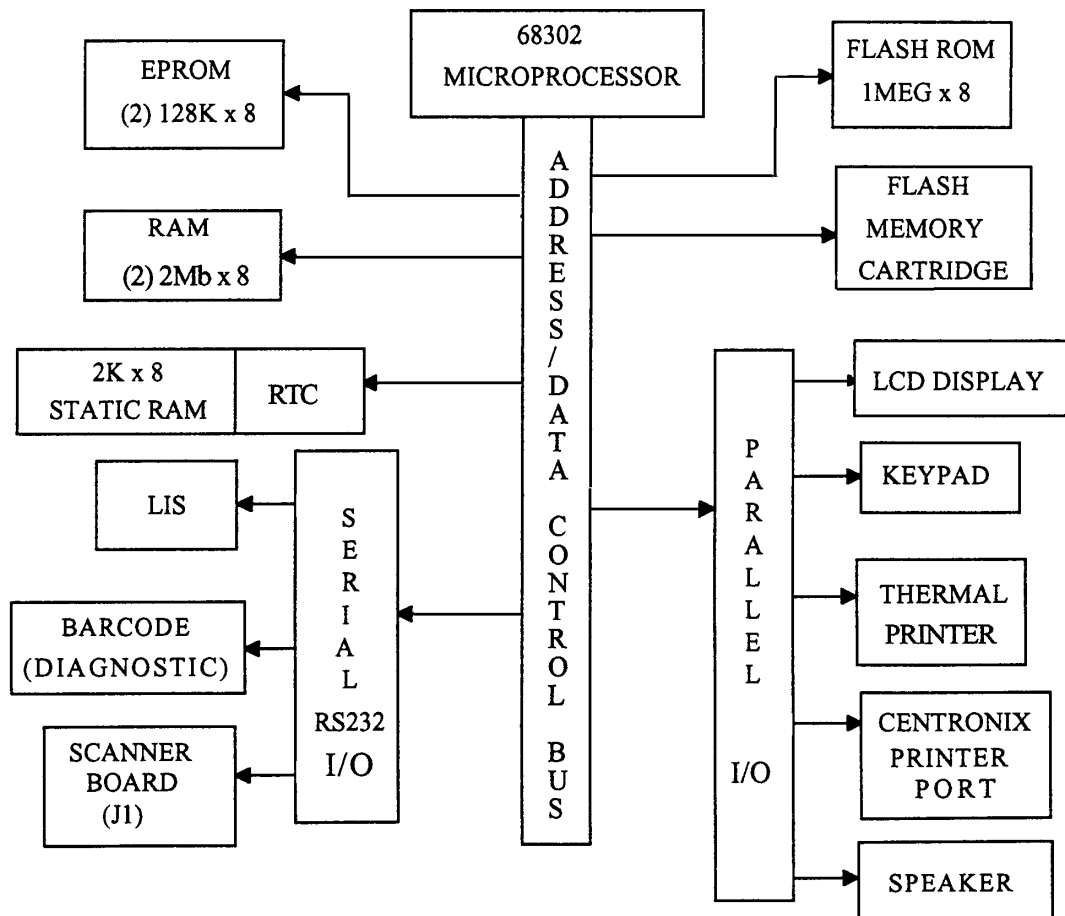 68302
MICROPROCESSOR
EPROM
(2) 128K x 8
FLASH ROM
1MEG x 8
RAM
(2) 2Mb x 8
FLASH
MEMORY
CARTRIDGE
ADDRESS/DATA CONTROL BUS
2K x 8
STATIC RAM
RTC
LCD DISPLAY
LIS
SERIAL
RS232
I/O
PARALLEL
I/O
KEYPAD
BARCODE
(DIAGNOSTIC)
THERMAL
PRINTER
SCANNER
BOARD
(J1)
CENTRONIX
PRINTER
PORT
SPEAKER